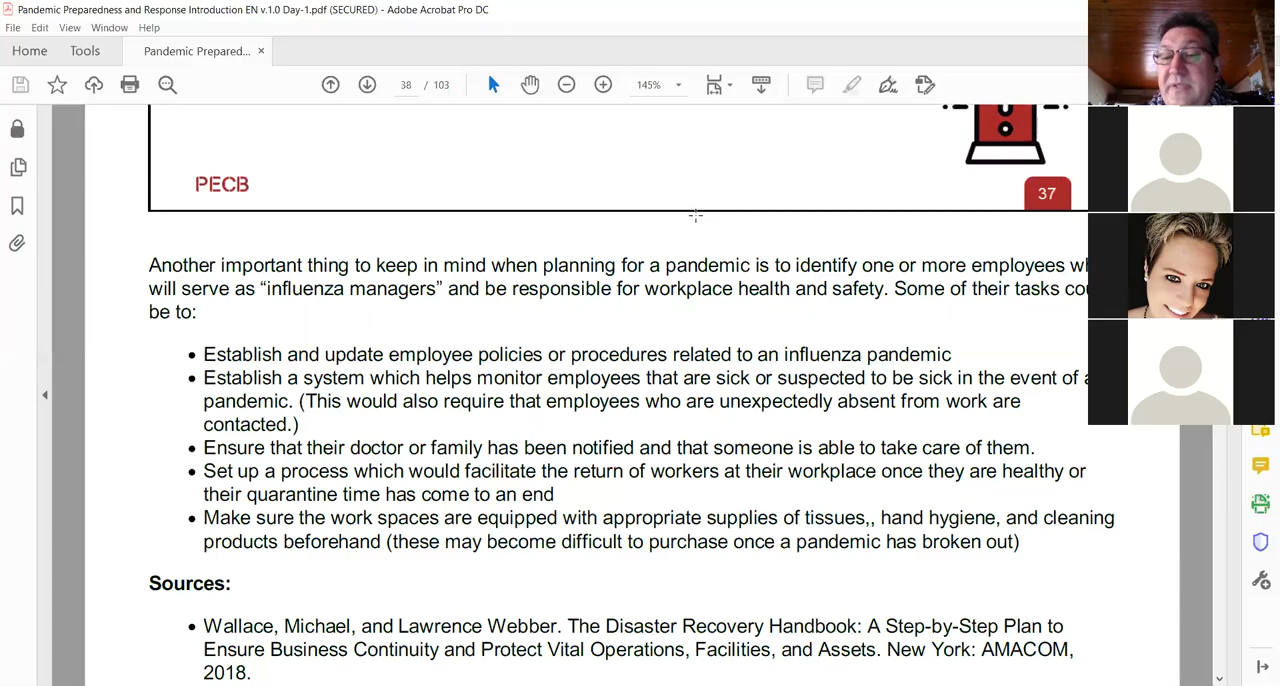 Pandemic Preparedness and Response Introduction EN v.1.0 Day-1.pdf (SECURED) - Adobe Acrobat Pro DC
File Edit View Window Help
Home Tools Pandemic Prepared... ×
38 / 103 145%
PECB
37
Another important thing to keep in mind when planning for a pandemic is to identify one or more employees
will serve as “influenza managers” and be responsible for workplace health and safety. Some of their tasks
be to:
• Establish and update employee policies or procedures related to an influenza pandemic
• Establish a system which helps monitor employees that are sick or suspected to be sick in the event of
pandemic. (This would also require that employees who are unexpectedly absent from work are
contacted.)
• Ensure that their doctor or family has been notified and that someone is able to take care of them.
• Set up a process which would facilitate the return of workers at their workplace once they are healthy or
their quarantine time has come to an end
• Make sure the work spaces are equipped with appropriate supplies of tissues,, hand hygiene, and cleaning
products beforehand (these may become difficult to purchase once a pandemic has broken out)
Sources:
• Wallace, Michael, and Lawrence Webber. The Disaster Recovery Handbook: A Step-by-Step Plan to
Ensure Business Continuity and Protect Vital Operations, Facilities, and Assets. New York: AMACOM,
2018.